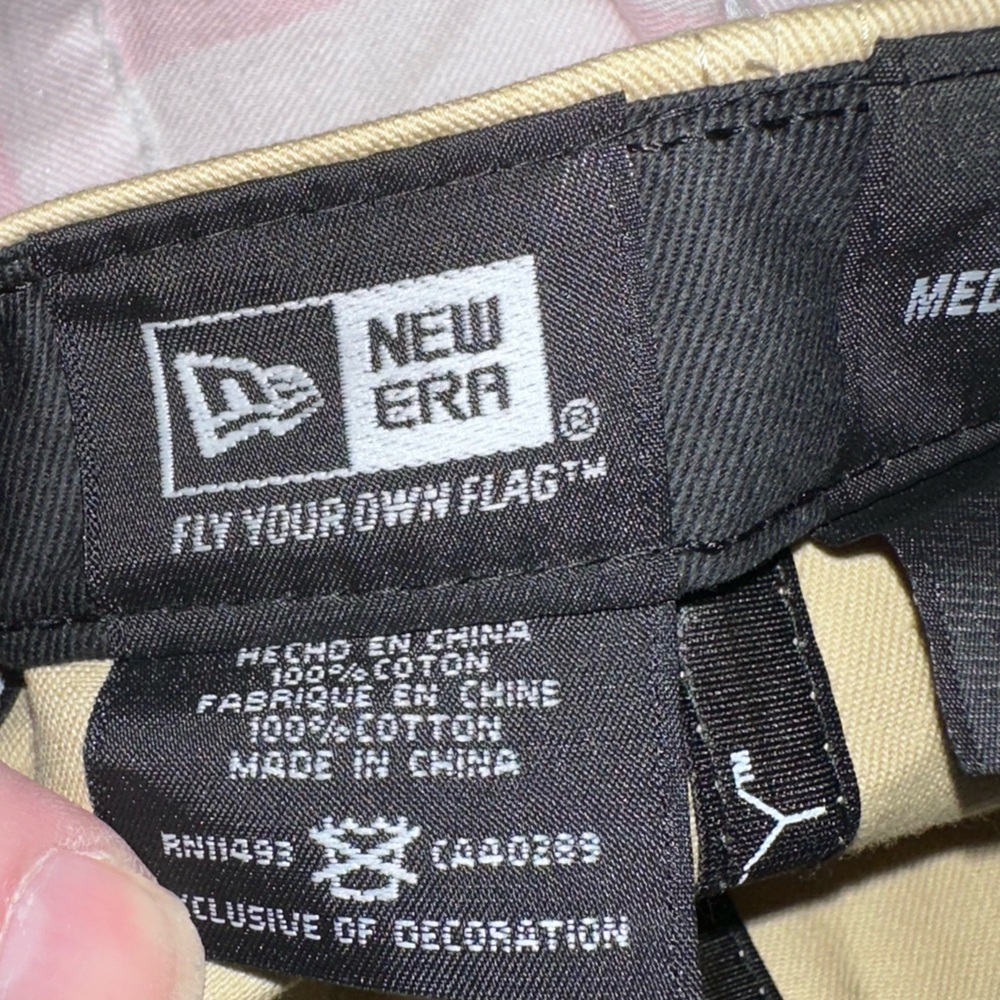 NEW
ERA
®
FLY YOUR OWN FLAG™
MED
HECHO EN CHINA
100% COTON
FABRIQUE EN CHINE
100% COTTON
MADE IN CHINA
RN11493 CA40289
EXCLUSIVE OF DECORATION